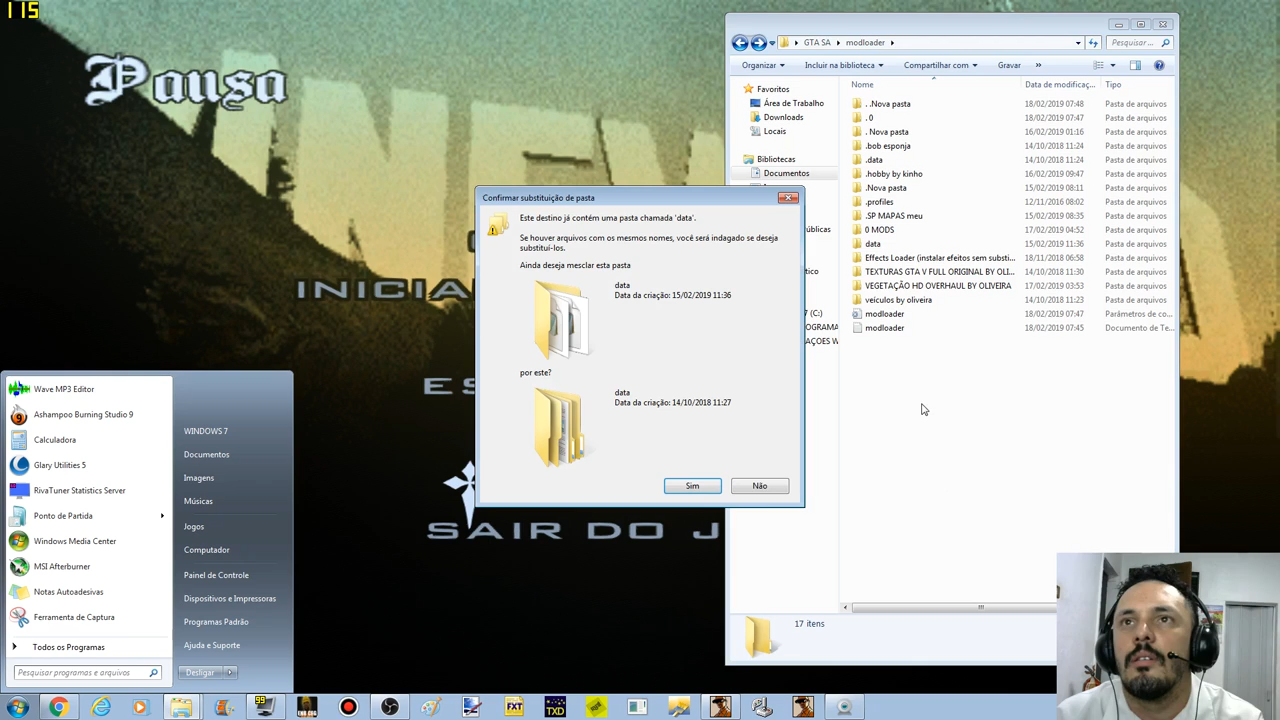 115
Pausa
INICIA
ES
SAIR DO J
GTA SA
modloader
Pesquisar ...
Organizar
Incluir na biblioteca
Compartilhar com
Gravar
»
Nome
Data de modificaç...
Tipo
Favoritos
Área de Trabalho
Downloads
Locais
Bibliotecas
Documentos
úblicas
ótico
7 (C:)
OGRAMA
AÇOES W
. .Nova pasta 18/02/2019 07:48 Pasta de arquivos
. 0 18/02/2019 07:47 Pasta de arquivos
. Nova pasta 16/02/2019 01:16 Pasta de arquivos
.bob esponja 14/10/2018 11:24 Pasta de arquivos
.data 14/10/2018 11:24 Pasta de arquivos
.hobby by kinho 16/02/2019 09:47 Pasta de arquivos
.Nova pasta 15/02/2019 08:11 Pasta de arquivos
.profiles 12/11/2016 08:02 Pasta de arquivos
.SP MAPAS meu 15/02/2019 08:35 Pasta de arquivos
0 MODS 17/02/2019 04:52 Pasta de arquivos
data 15/02/2019 11:36 Pasta de arquivos
Effects Loader (instalar efeitos sem substi... 18/11/2018 06:58 Pasta de arquivos
TEXTURAS GTA V FULL ORIGINAL BY OLI... 14/10/2018 11:30 Pasta de arquivos
VEGETAÇÃO HD OVERHAUL BY OLIVEIRA 17/02/2019 03:53 Pasta de arquivos
veículos by oliveira 14/10/2018 11:23 Pasta de arquivos
modloader 18/02/2019 07:47 Parâmetros de co...
modloader 18/02/2019 07:45 Documento de Te...
17 itens
Confirmar substituição de pasta
Este destino já contém uma pasta chamada 'data'.
Se houver arquivos com os mesmos nomes, você será indagado se deseja
substituí-los.
Ainda deseja mesclar esta pasta
data
Data da criação: 15/02/2019 11:36
por este?
data
Data da criação: 14/10/2018 11:27
Sim
Não
Wave MP3 Editor
Ashampoo Burning Studio 9
Calculadora
Glary Utilities 5
RivaTuner Statistics Server
Ponto de Partida
Windows Media Center
MSI Afterburner
Notas Autoadesivas
Ferramenta de Captura
Todos os Programas
Pesquisar programas e arquivos
WINDOWS 7
Documentos
Imagens
Músicas
Jogos
Computador
Painel de Controle
Dispositivos e Impressoras
Programas Padrão
Ajuda e Suporte
Desligar
99
FXT
TXD